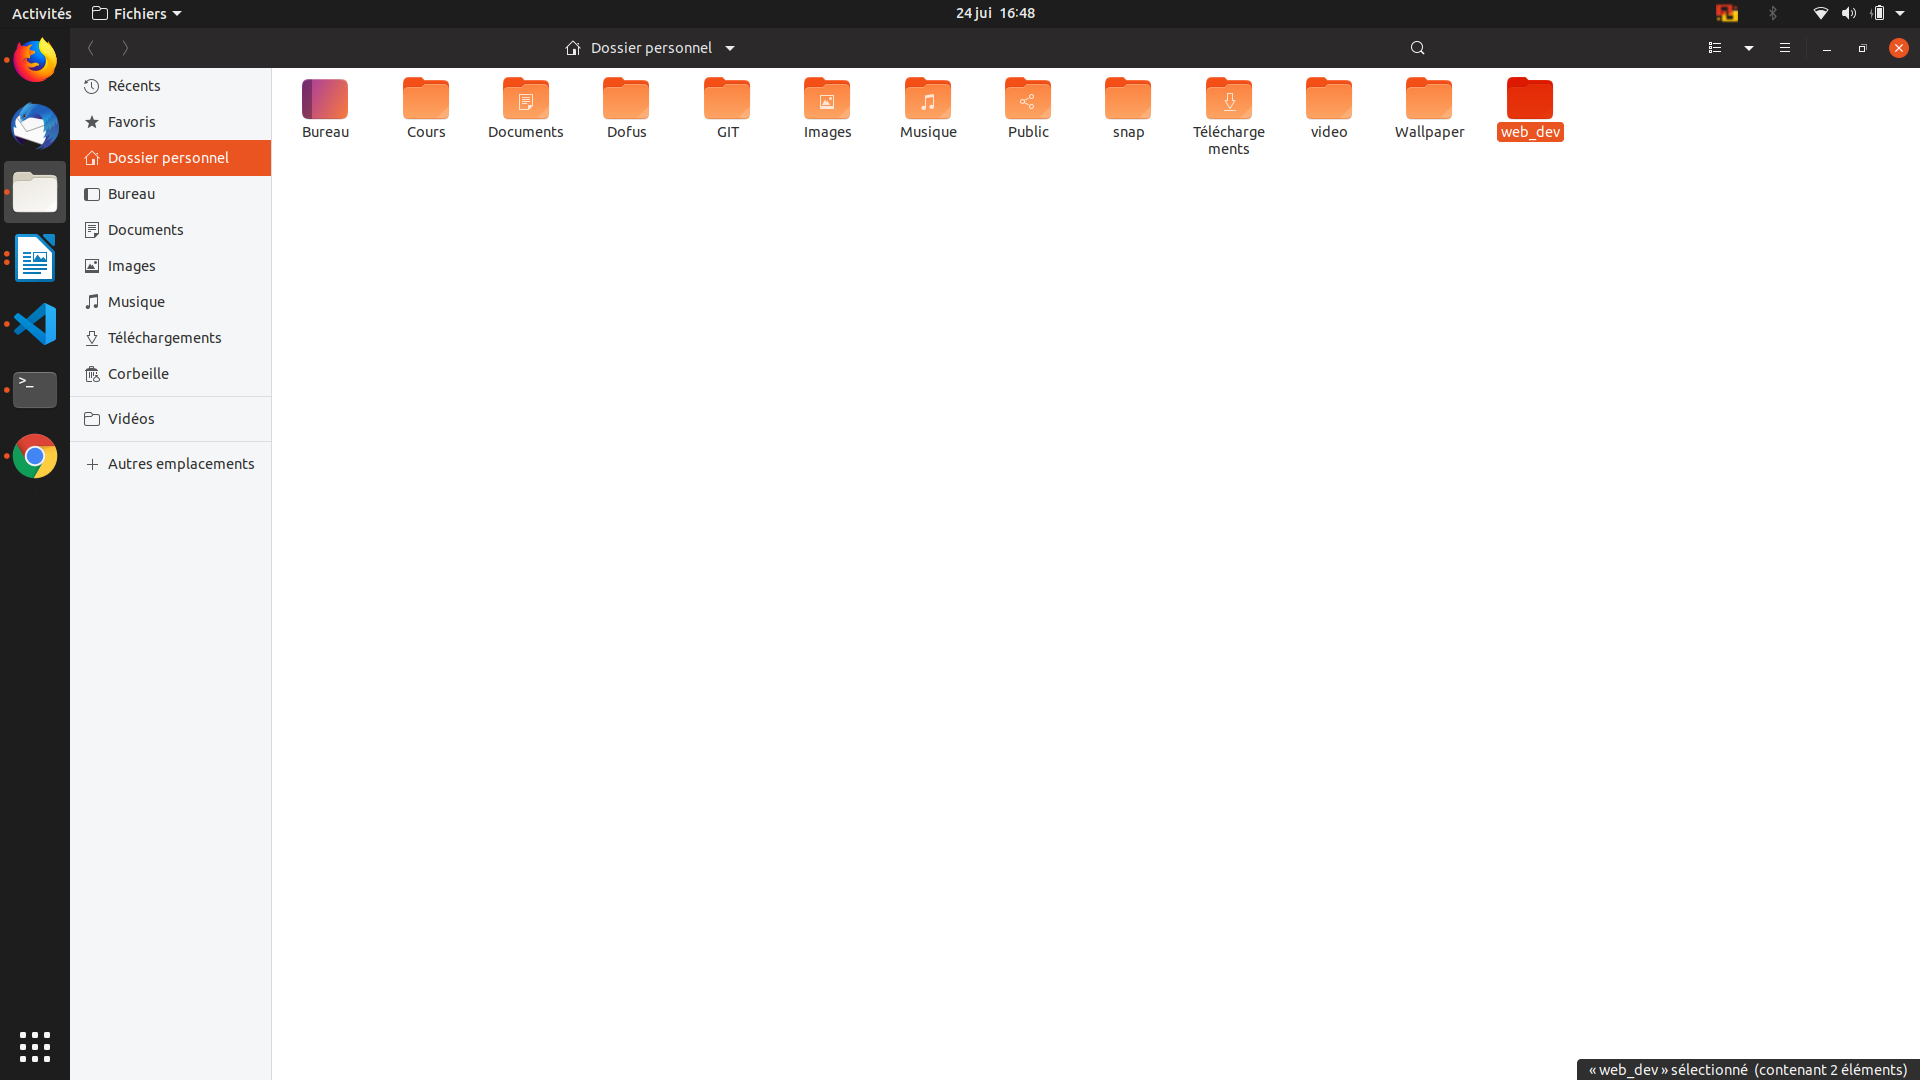 Activités
Fichiers
24 jui 16:48
Dossier personnel
Récents
Favoris
Dossier personnel
Bureau
Documents
Images
Musique
Téléchargements
Corbeille
Vidéos
Autres emplacements
Bureau
Cours
Documents
Dofus
GIT
Images
Musique
Public
snap
Télécharge
ments
video
Wallpaper
web_dev
>_
« web_dev » sélectionné (contenant 2 éléments)